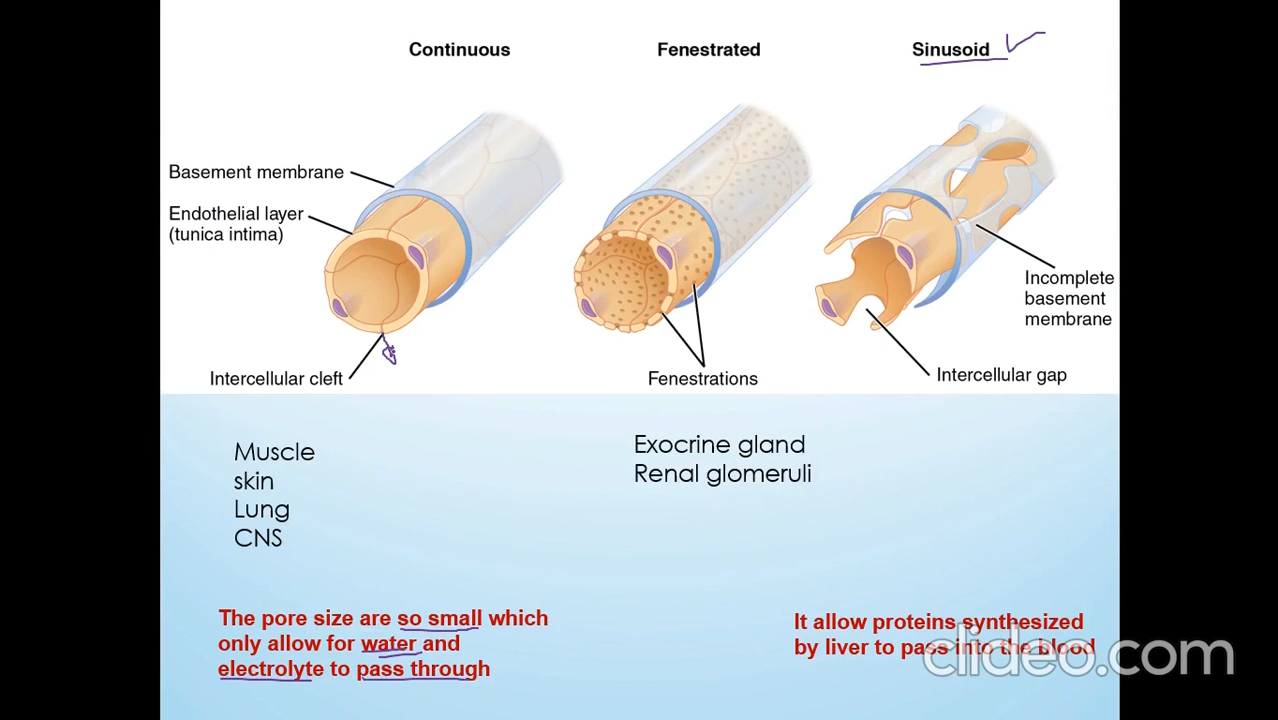 Continuous
Fenestrated
Sinusoid
Basement membrane
Endothelial layer
(tunica intima)
Incomplete
basement
membrane
Intercellular cleft
Fenestrations
Intercellular gap
Muscle
skin
Lung
CNS
Exocrine gland
Renal glomeruli
The pore size are so small which
only allow for water and
electrolyte to pass through
It allow proteins synthesized
by liver to pass into the blood
clideo.com